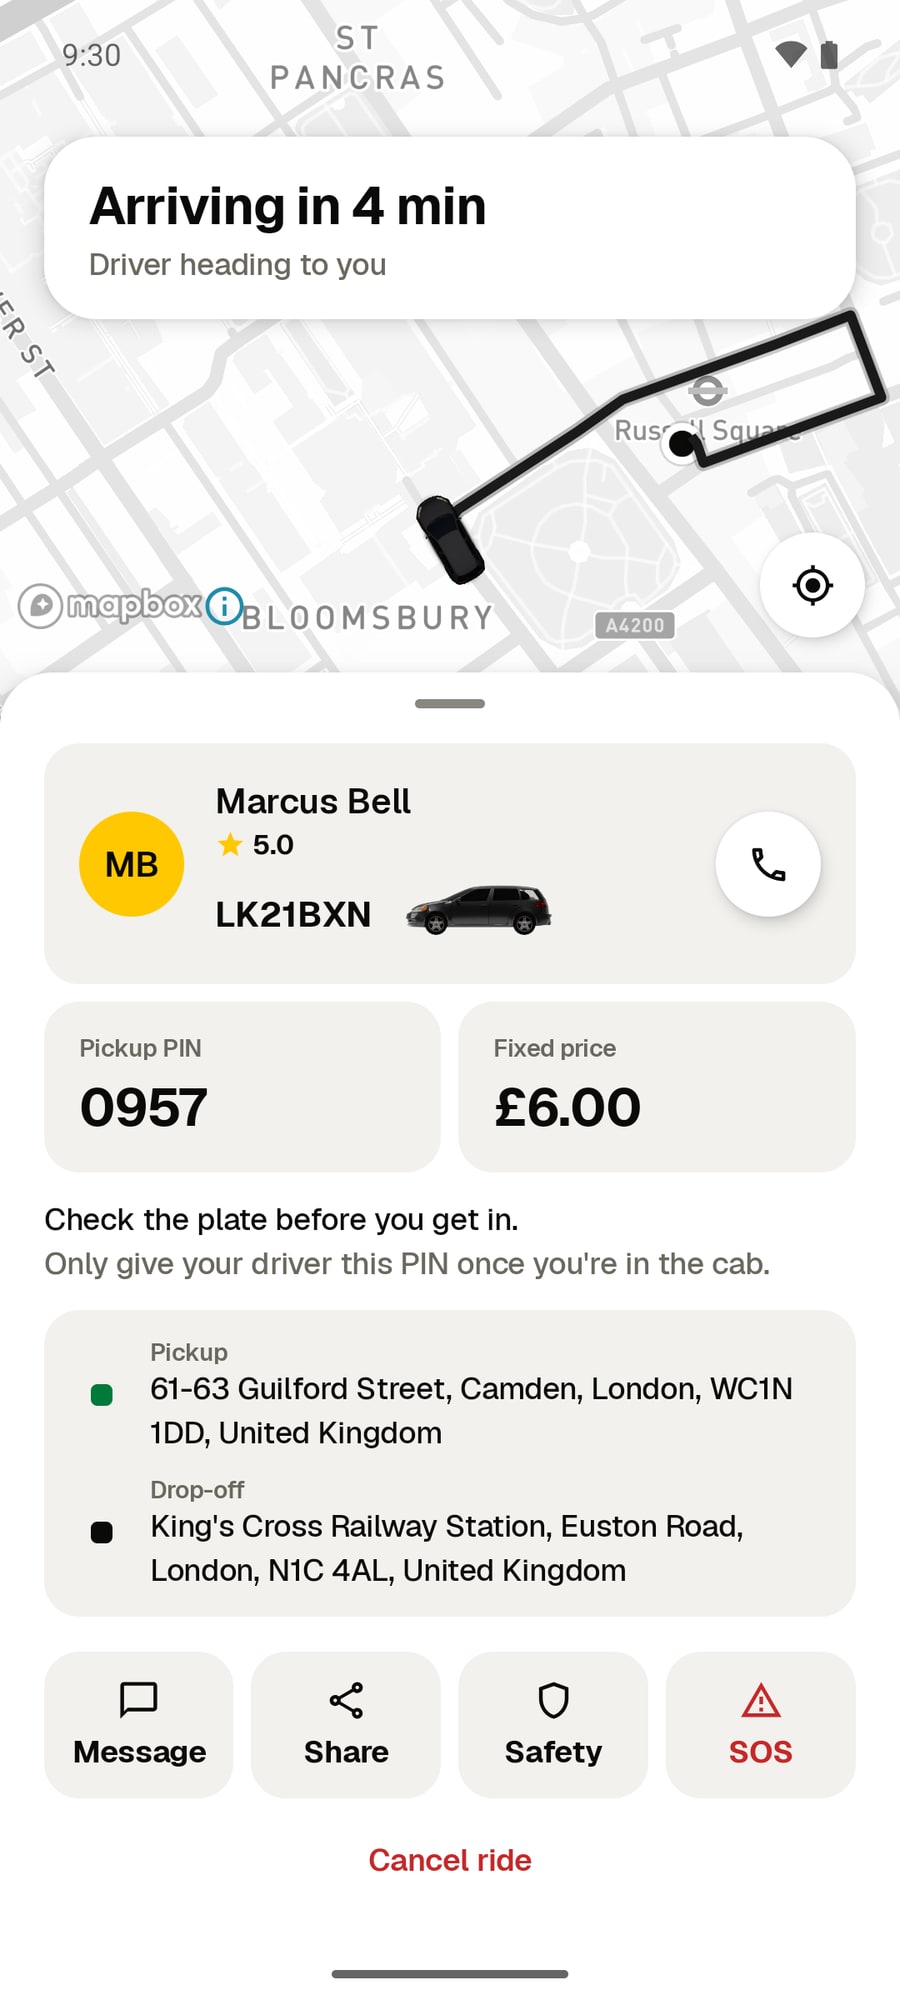 9:30
ST
PANCRAS
Arriving in 4 min
Driver heading to you
ER ST
Russell Square
mapbox
BLOOMSBURY
A4200
MB
Marcus Bell
5.0
LK21BXN
Pickup PIN
0957
Fixed price
£6.00
Check the plate before you get in.
Only give your driver this PIN once you're in the cab.
Pickup
61-63 Guilford Street, Camden, London, WC1N
1DD, United Kingdom
Drop-off
King's Cross Railway Station, Euston Road,
London, N1C 4AL, United Kingdom
Message
Share
Safety
SOS
Cancel ride